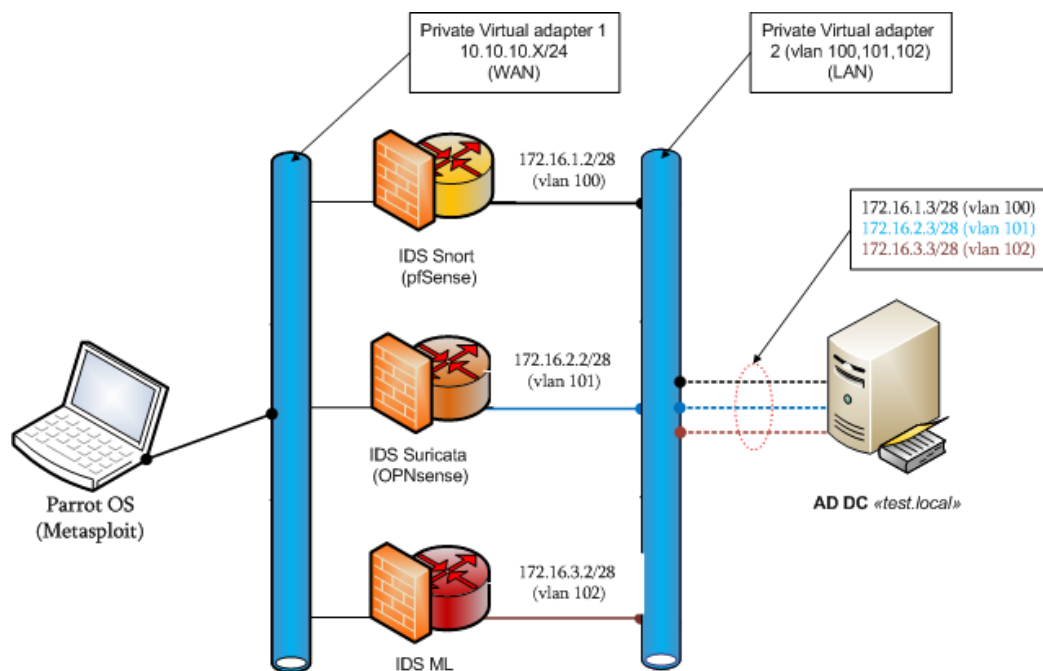 Private Virtual adapter 1
10.10.10.X/24
(WAN)
Private Virtual adapter
2 (vlan 100,101,102)
(LAN)
172.16.1.2/28
(vlan 100)
IDS Snort
(pfSense)
172.16.1.3/28 (vlan 100)
172.16.2.3/28 (vlan 101)
172.16.3.3/28 (vlan 102)
172.16.2.2/28
(vlan 101)
IDS Suricata
(OPNsense)
Parrot OS
(Metasploit)
AD DC «test.local»
172.16.3.2/28
(vlan 102)
IDS ML